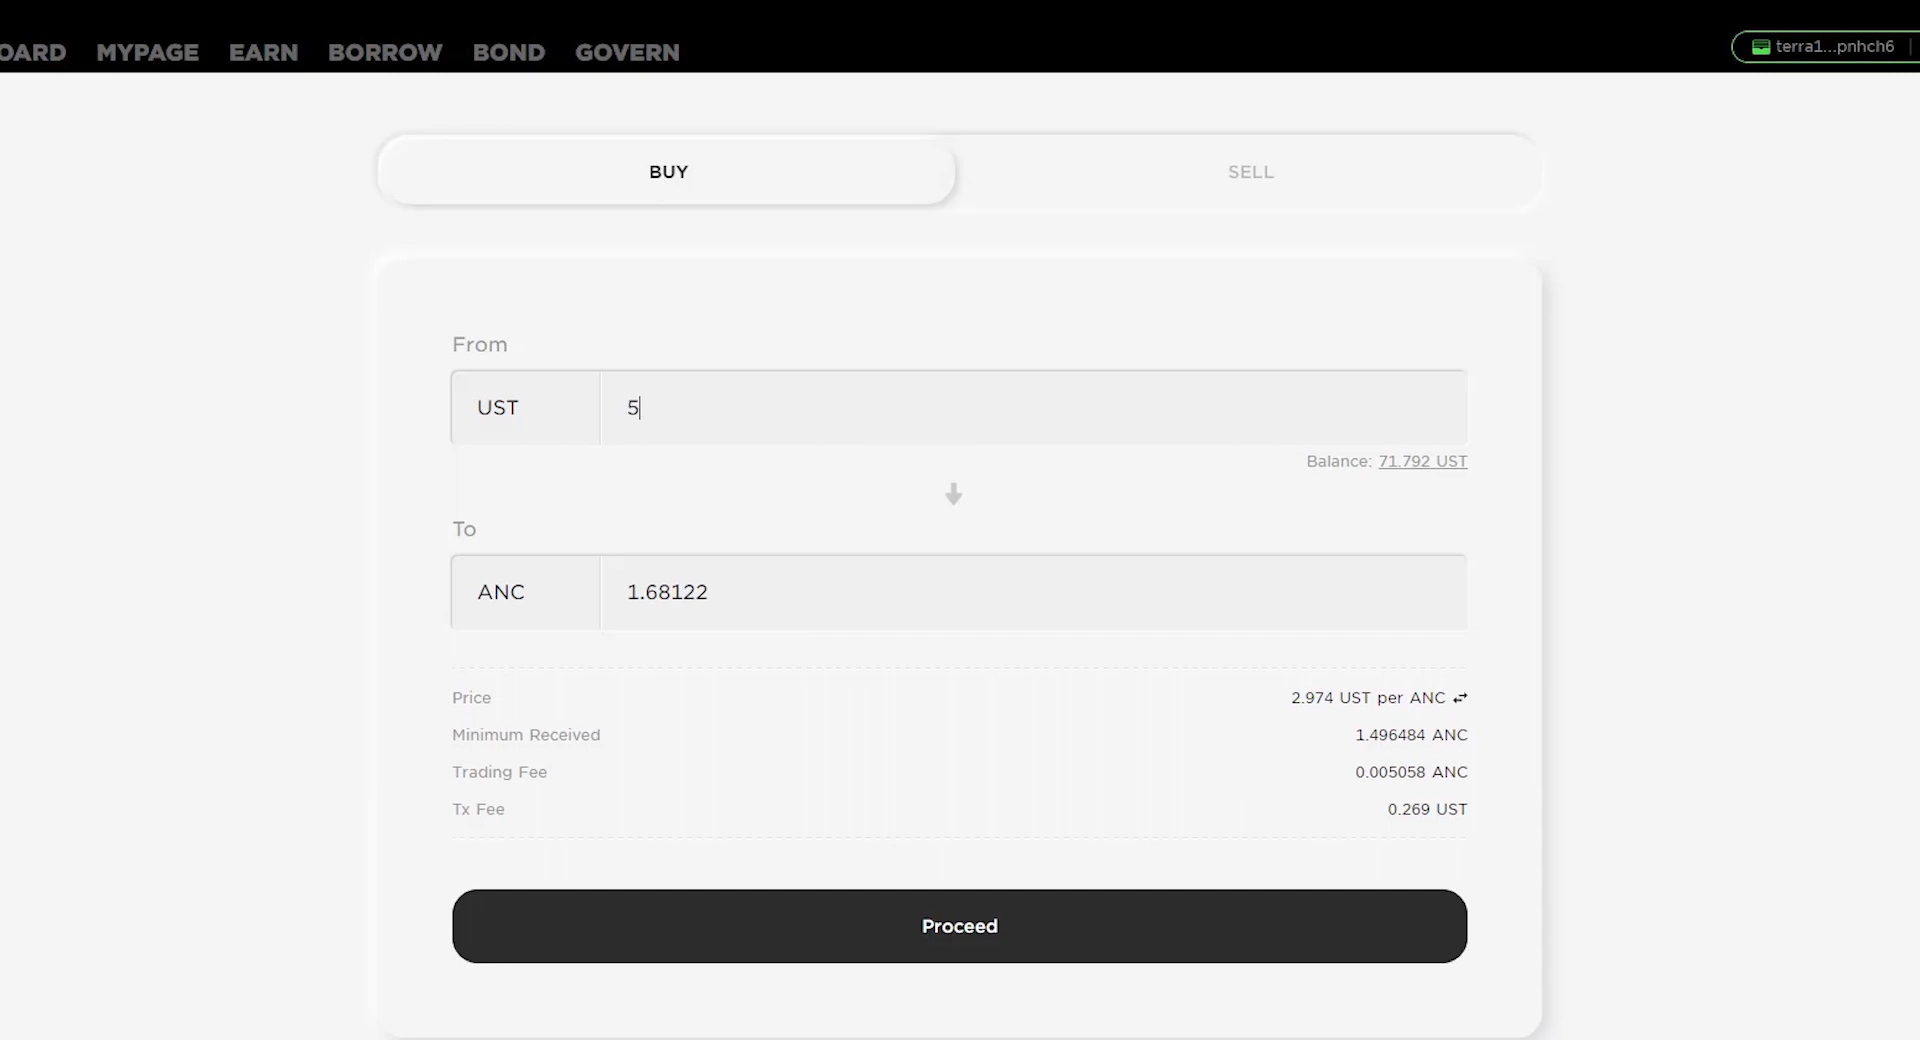 OARD MYPAGE EARN BORROW BOND GOVERN terra1...pnhch6
BUY SELL
From
UST 5
Balance: 71.792 UST
To
ANC 1.68122
Price 2.974 UST per ANC
Minimum Received 1.496484 ANC
Trading Fee 0.005058 ANC
Tx Fee 0.269 UST
Proceed